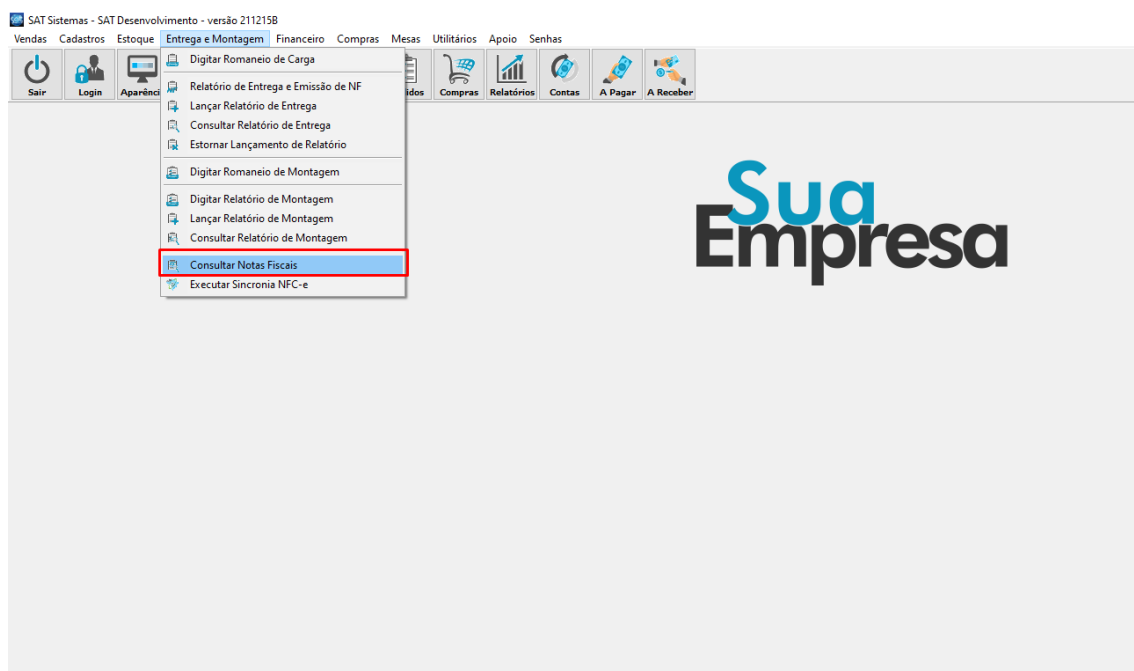 SAT Sistemas - SAT Desenvolvimento - versão 211215B
Vendas Cadastros Estoque Entrega e Montagem Financeiro Compras Mesas Utilitários Apoio Senhas
Sair Login Aparênci idos Compras Relatórios Contas A Pagar A Receber
Digitar Romaneio de Carga
Relatório de Entrega e Emissão de NF
Lançar Relatório de Entrega
Consultar Relatório de Entrega
Estornar Lançamento de Relatório
Digitar Romaneio de Montagem
Digitar Relatório de Montagem
Lançar Relatório de Montagem
Consultar Relatório de Montagem
Consultar Notas Fiscais
Executar Sincronia NFC-e
Sua
Empresa